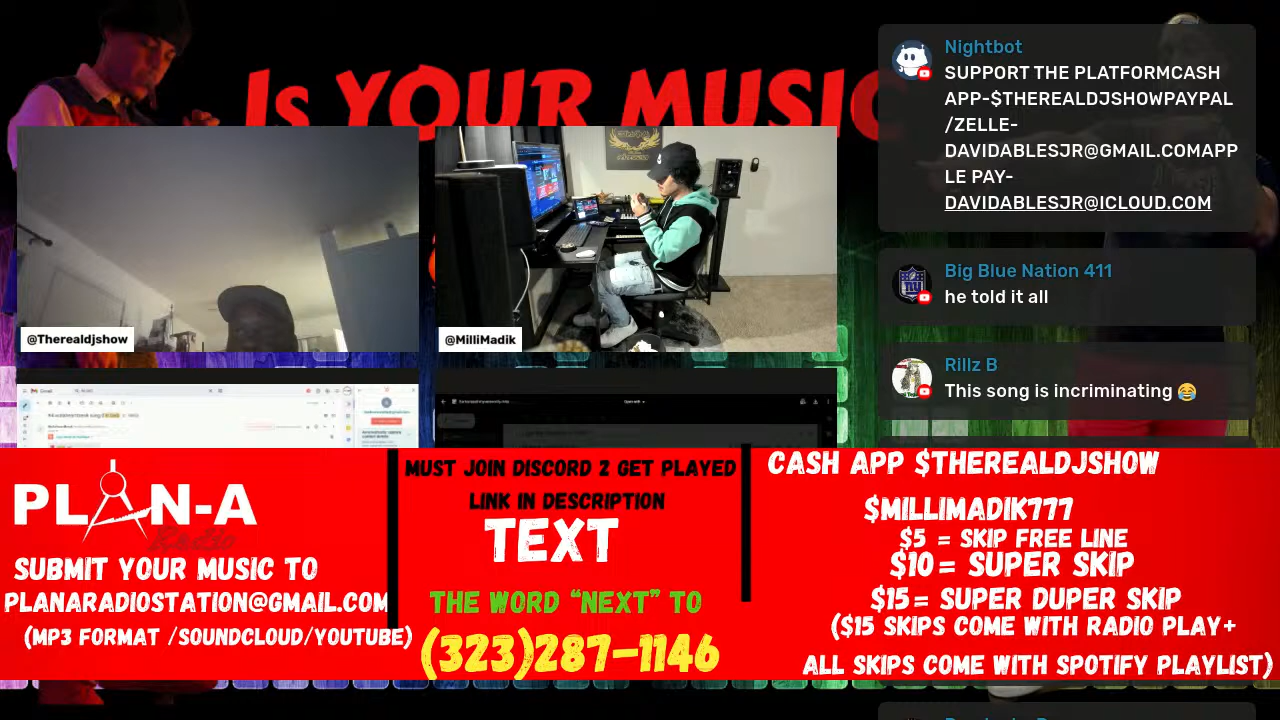 Is YOUR MUSIC
Nightbot
SUPPORT THE PLATFORMCASH
APP-$THEREALDJSHOWPAYPAL
/ZELLE-
DAVIDABLESJR@GMAIL.COMAPP
LE PAY-
DAVIDABLESJR@ICLOUD.COM
Big Blue Nation 411
he told it all
Rillz B
This song is incriminating 😂
@Therealdjshow
@MilliMadik
PLAN-A
Radio
SUBMIT YOUR MUSIC TO
PLANARADIOSTATION@GMAIL.COM
(MP3 FORMAT /SOUNDCLOUD/YOUTUBE)
MUST JOIN DISCORD 2 GET PLAYED
LINK IN DESCRIPTION
TEXT
THE WORD “NEXT” TO
(323)287-1146
CASH APP $THEREALDJSHOW
$MILLIMADIK777
$5 = SKIP FREE LINE
$10= SUPER SKIP
$15= SUPER DUPER SKIP
($15 SKIPS COME WITH RADIO PLAY+
ALL SKIPS COME WITH SPOTIFY PLAYLIST)